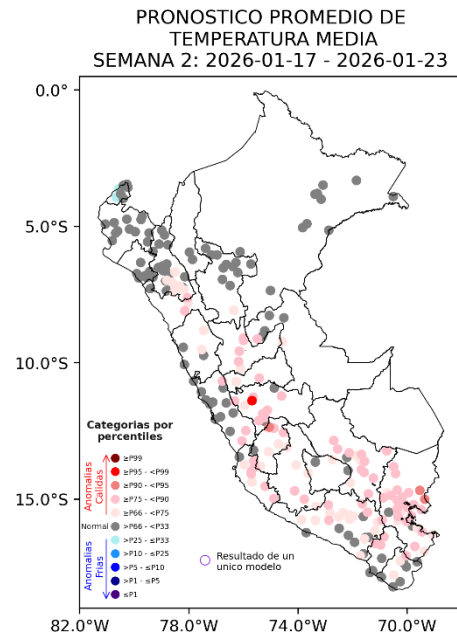 PRONOSTICO PROMEDIO DE
TEMPERATURA MEDIA
SEMANA 2: 2026-01-17 - 2026-01-23
0.0°
5.0°S
10.0°S
15.0°S
82.0°W
78.0°W
74.0°W
70.0°W
Categorias por
percentiles
Anomalias
Calidas
≥P99
≥P95 - <P99
≥P90 - <P95
≥P75 - <P90
≥P66 - <P75
Normal
>P66 - <P33
>P25 - ≤P33
>P10 - ≤P25
>P5 - ≤P10
>P1 - ≤P5
≤P1
Anomalias
Frias
Resultado de un
unico modelo